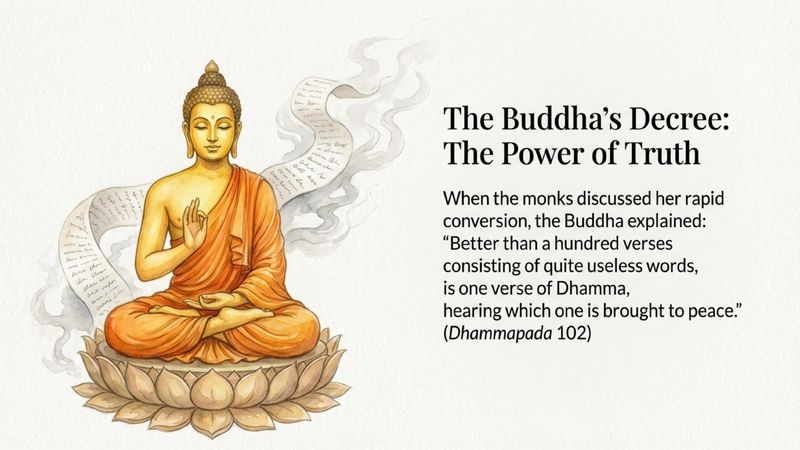 The Buddha’s Decree:
The Power of Truth
When the monks discussed her rapid
conversion, the Buddha explained:
“Better than a hundred verses
consisting of quite useless words,
is one verse of Dhamma,
hearing which one is brought to peace.”
(Dhammapada 102)